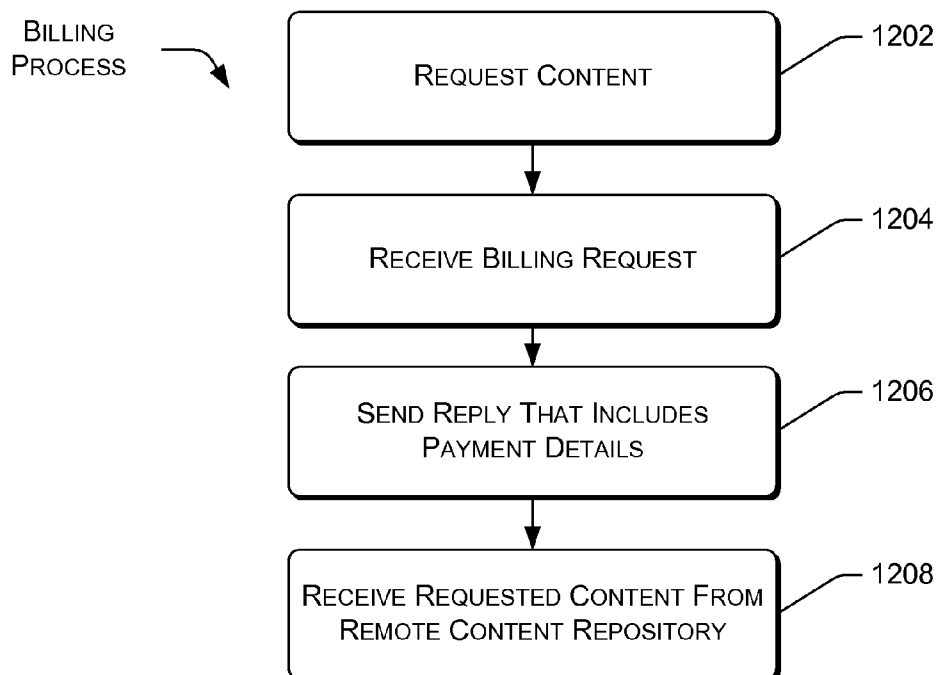 BILLING
PROCESS
REQUEST CONTENT
1202
RECEIVE BILLING REQUEST
1204
SEND REPLY THAT INCLUDES
PAYMENT DETAILS
1206
RECEIVE REQUESTED CONTENT FROM
REMOTE CONTENT REPOSITORY
1208